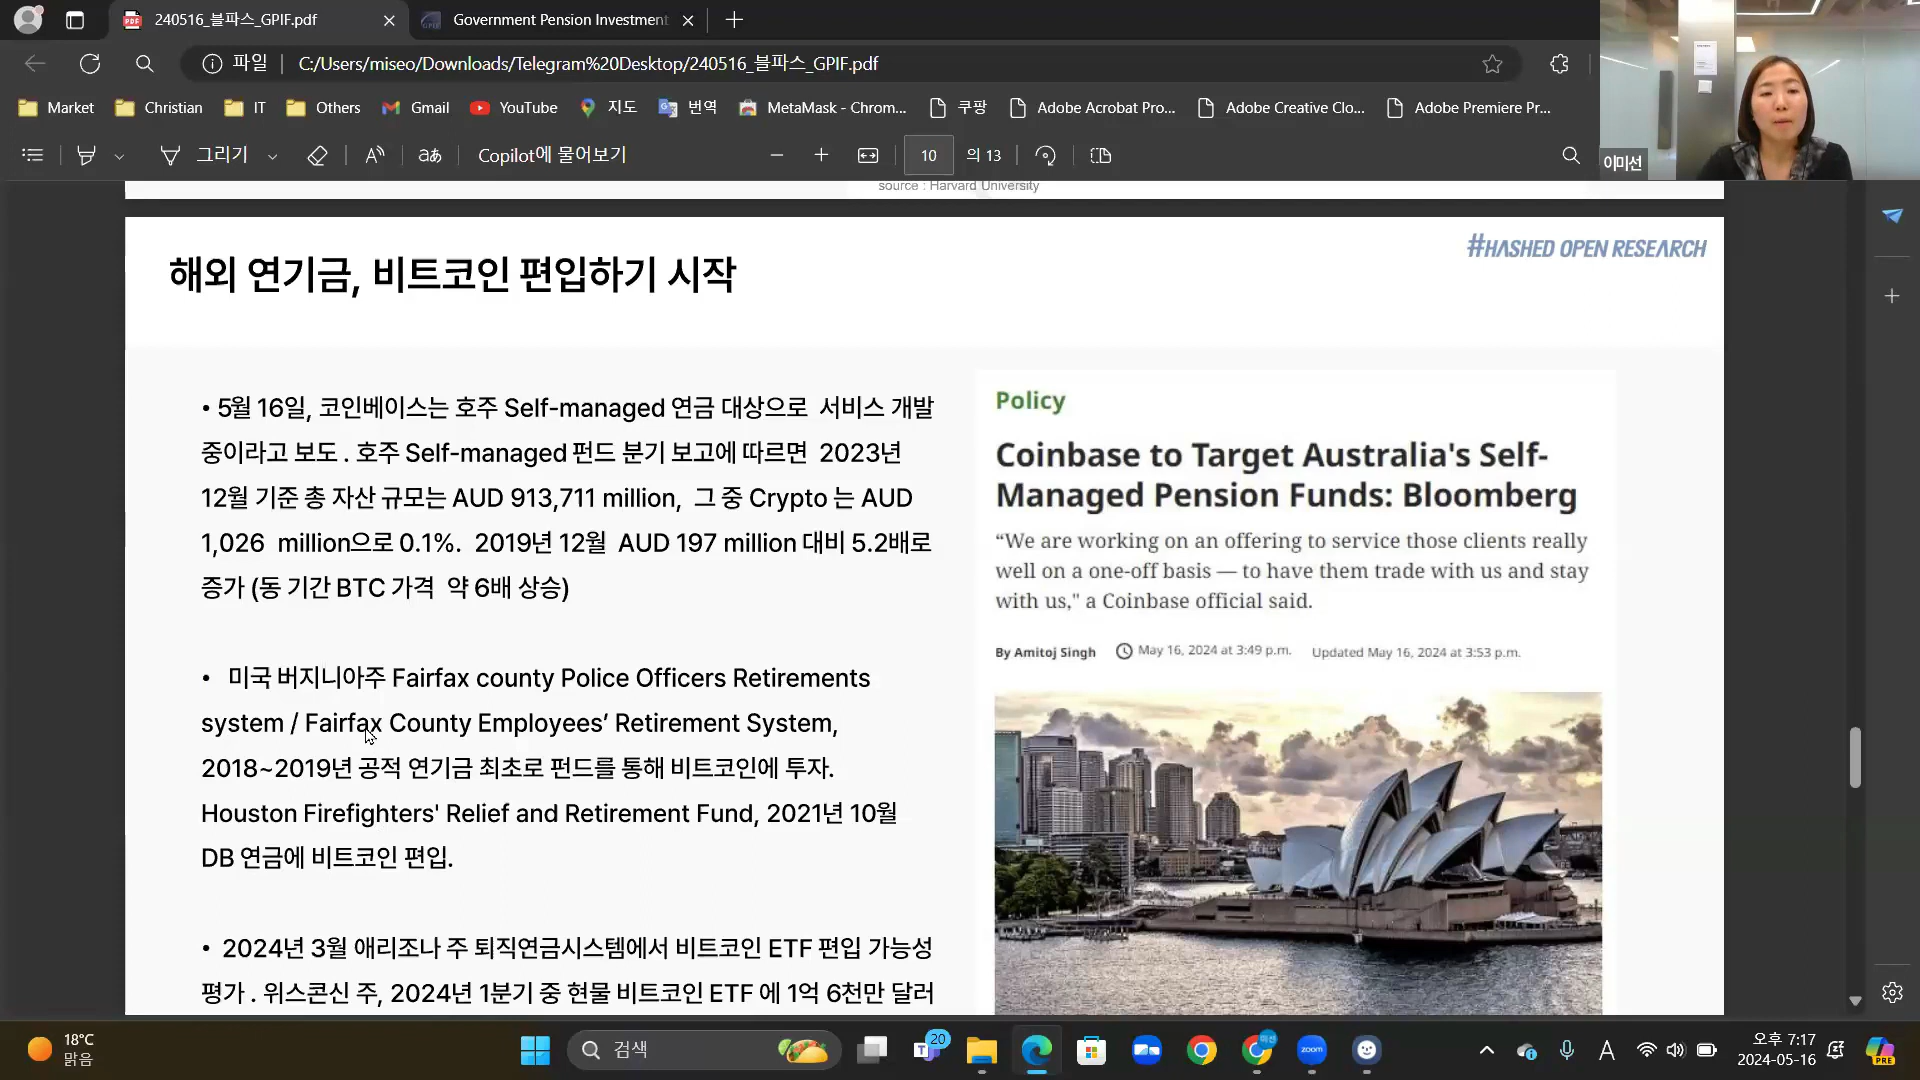 240516_블파스_GPIF.pdf
Government Pension Investment
파일
C:/Users/miseo/Downloads/Telegram%20Desktop/240516_블파스_GPIF.pdf
Market
Christian
IT
Others
Gmail
YouTube
지도
번역
MetaMask - Chrom...
쿠팡
Adobe Acrobat Pro...
Adobe Creative Clo...
Adobe Premiere Pr...
그리기
Copilot에 물어보기
10
의 13
이미선
source : Harvard University
#HASHED OPEN RESEARCH
해외 연기금, 비트코인 편입하기 시작
• 5월 16일, 코인베이스는 호주 Self-managed 연금 대상으로 서비스 개발
중이라고 보도 . 호주 Self-managed 펀드 분기 보고에 따르면 2023년
12월 기준 총 자산 규모는 AUD 913,711 million, 그 중 Crypto 는 AUD
1,026 million으로 0.1%. 2019년 12월 AUD 197 million 대비 5.2배로
증가 (동 기간 BTC 가격 약 6배 상승)
• 미국 버지니아주 Fairfax county Police Officers Retirements
system / Fairfax County Employees’ Retirement System,
2018~2019년 공적 연기금 최초로 펀드를 통해 비트코인에 투자.
Houston Firefighters' Relief and Retirement Fund, 2021년 10월
DB 연금에 비트코인 편입.
• 2024년 3월 애리조나 주 퇴직연금시스템에서 비트코인 ETF 편입 가능성
평가 . 위스콘신 주, 2024년 1분기 중 현물 비트코인 ETF 에 1억 6천만 달러
Policy
Coinbase to Target Australia's Self-
Managed Pension Funds: Bloomberg
“We are working on an offering to service those clients really
well on a one-off basis — to have them trade with us and stay
with us," a Coinbase official said.
By Amitoj Singh
May 16, 2024 at 3:49 p.m.
Updated May 16, 2024 at 3:53 p.m.
18°C
맑음
검색
20
미선
zoom
A
오후 7:17
2024-05-16
PRE